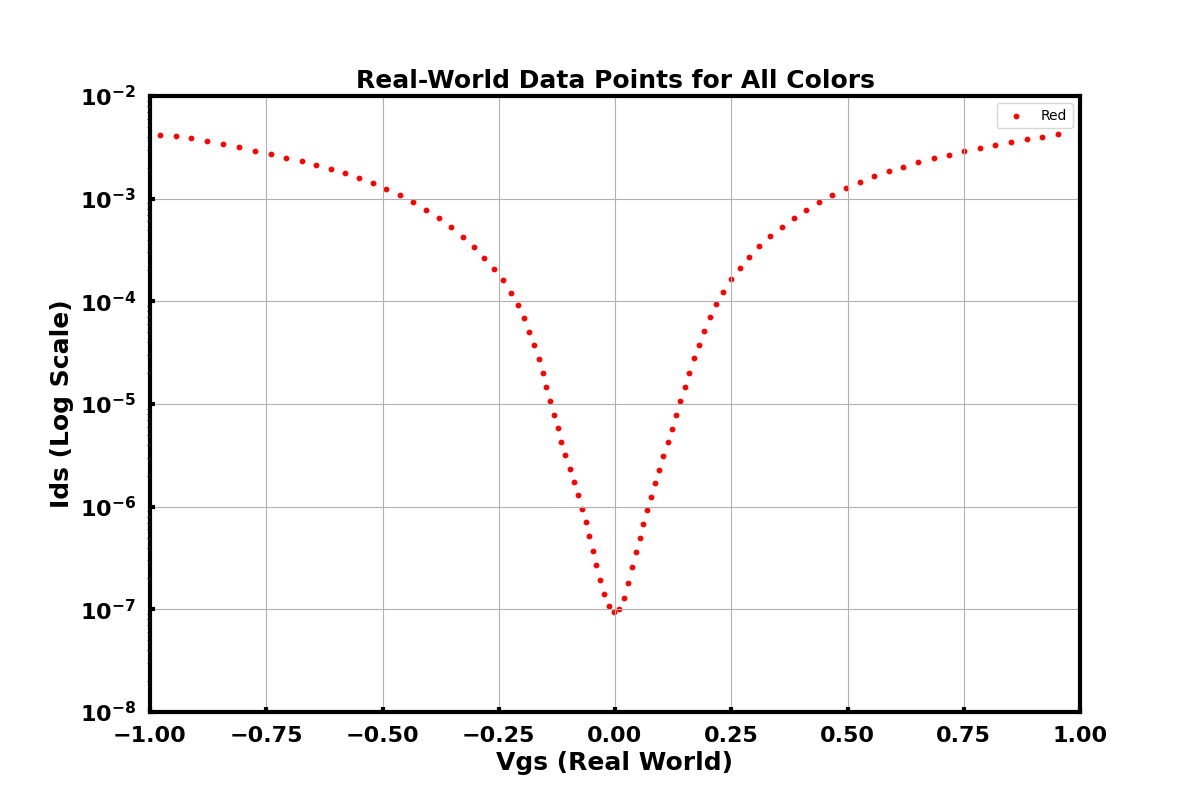 Real-World Data Points for All Colors
Red
10⁻²
10⁻³
10⁻⁴
10⁻⁵
10⁻⁶
10⁻⁷
10⁻⁸
Ids (Log Scale)
−1.00 −0.75 −0.50 −0.25 0.00 0.25 0.50 0.75 1.00
Vgs (Real World)